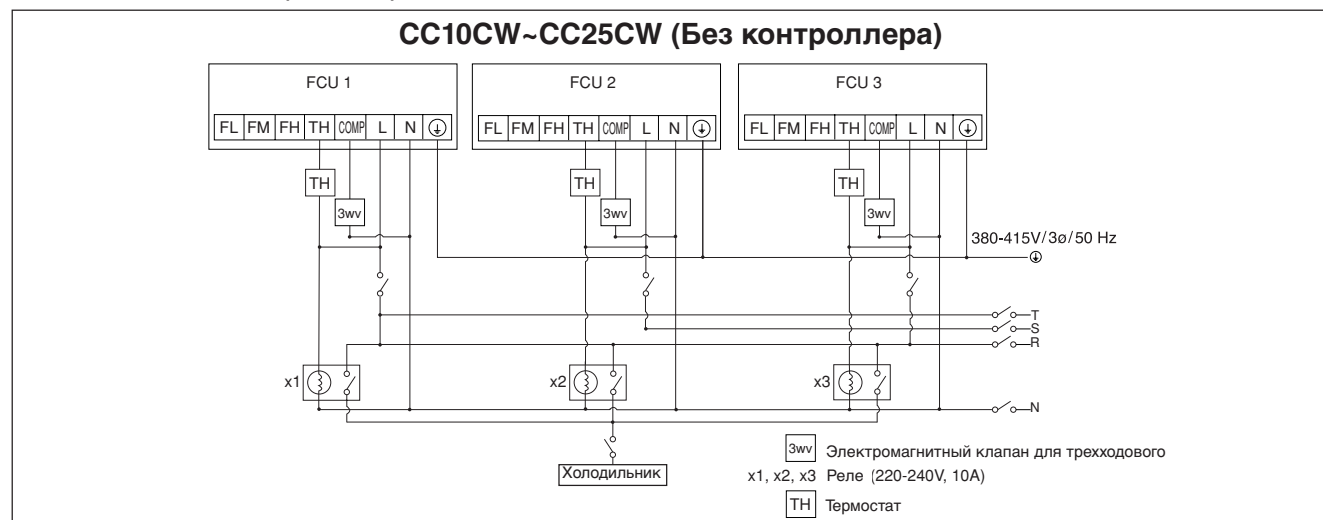 CC10CW~CC25CW (Без контроллера)
FCU 1 FCU 2 FCU 3
FL FM FH TH COMP L N FL FM FH TH COMP L N FL FM FH TH COMP L N
TH TH TH
3wv 3wv 3wv
380-415V/3ø/50 Hz
T
S
R
x1 x2 x3
N
3wv Электромагнитный клапан для трехходового
Холодильник
x1, x2, x3 Реле (220-240V, 10A)
TH Термостат